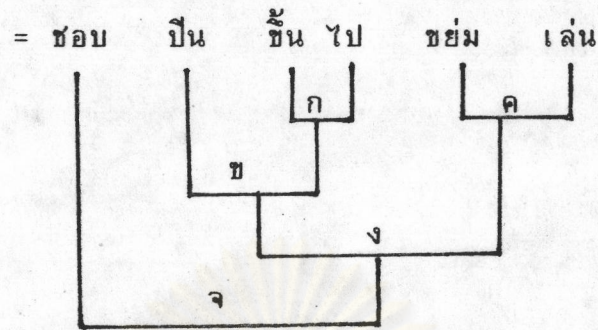 = ชอบ ปีน ขึ้น ไป ขย่ม เล่น
ก ค
ข
ง
จ